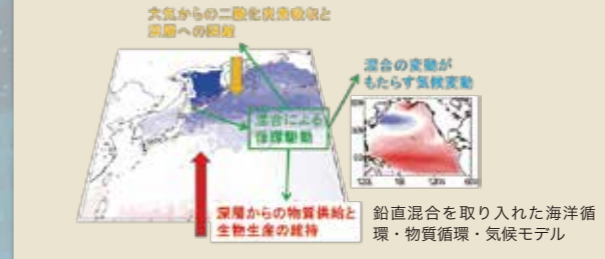 大気からの二酸化炭素吸収と
深層への隔離
混合の変動が
もたらす気候変動
混合による
循環駆動
深層からの物質供給と
生物生産の維持
鉛直混合を取り入れた海洋循
環・物質循環・気候モデル